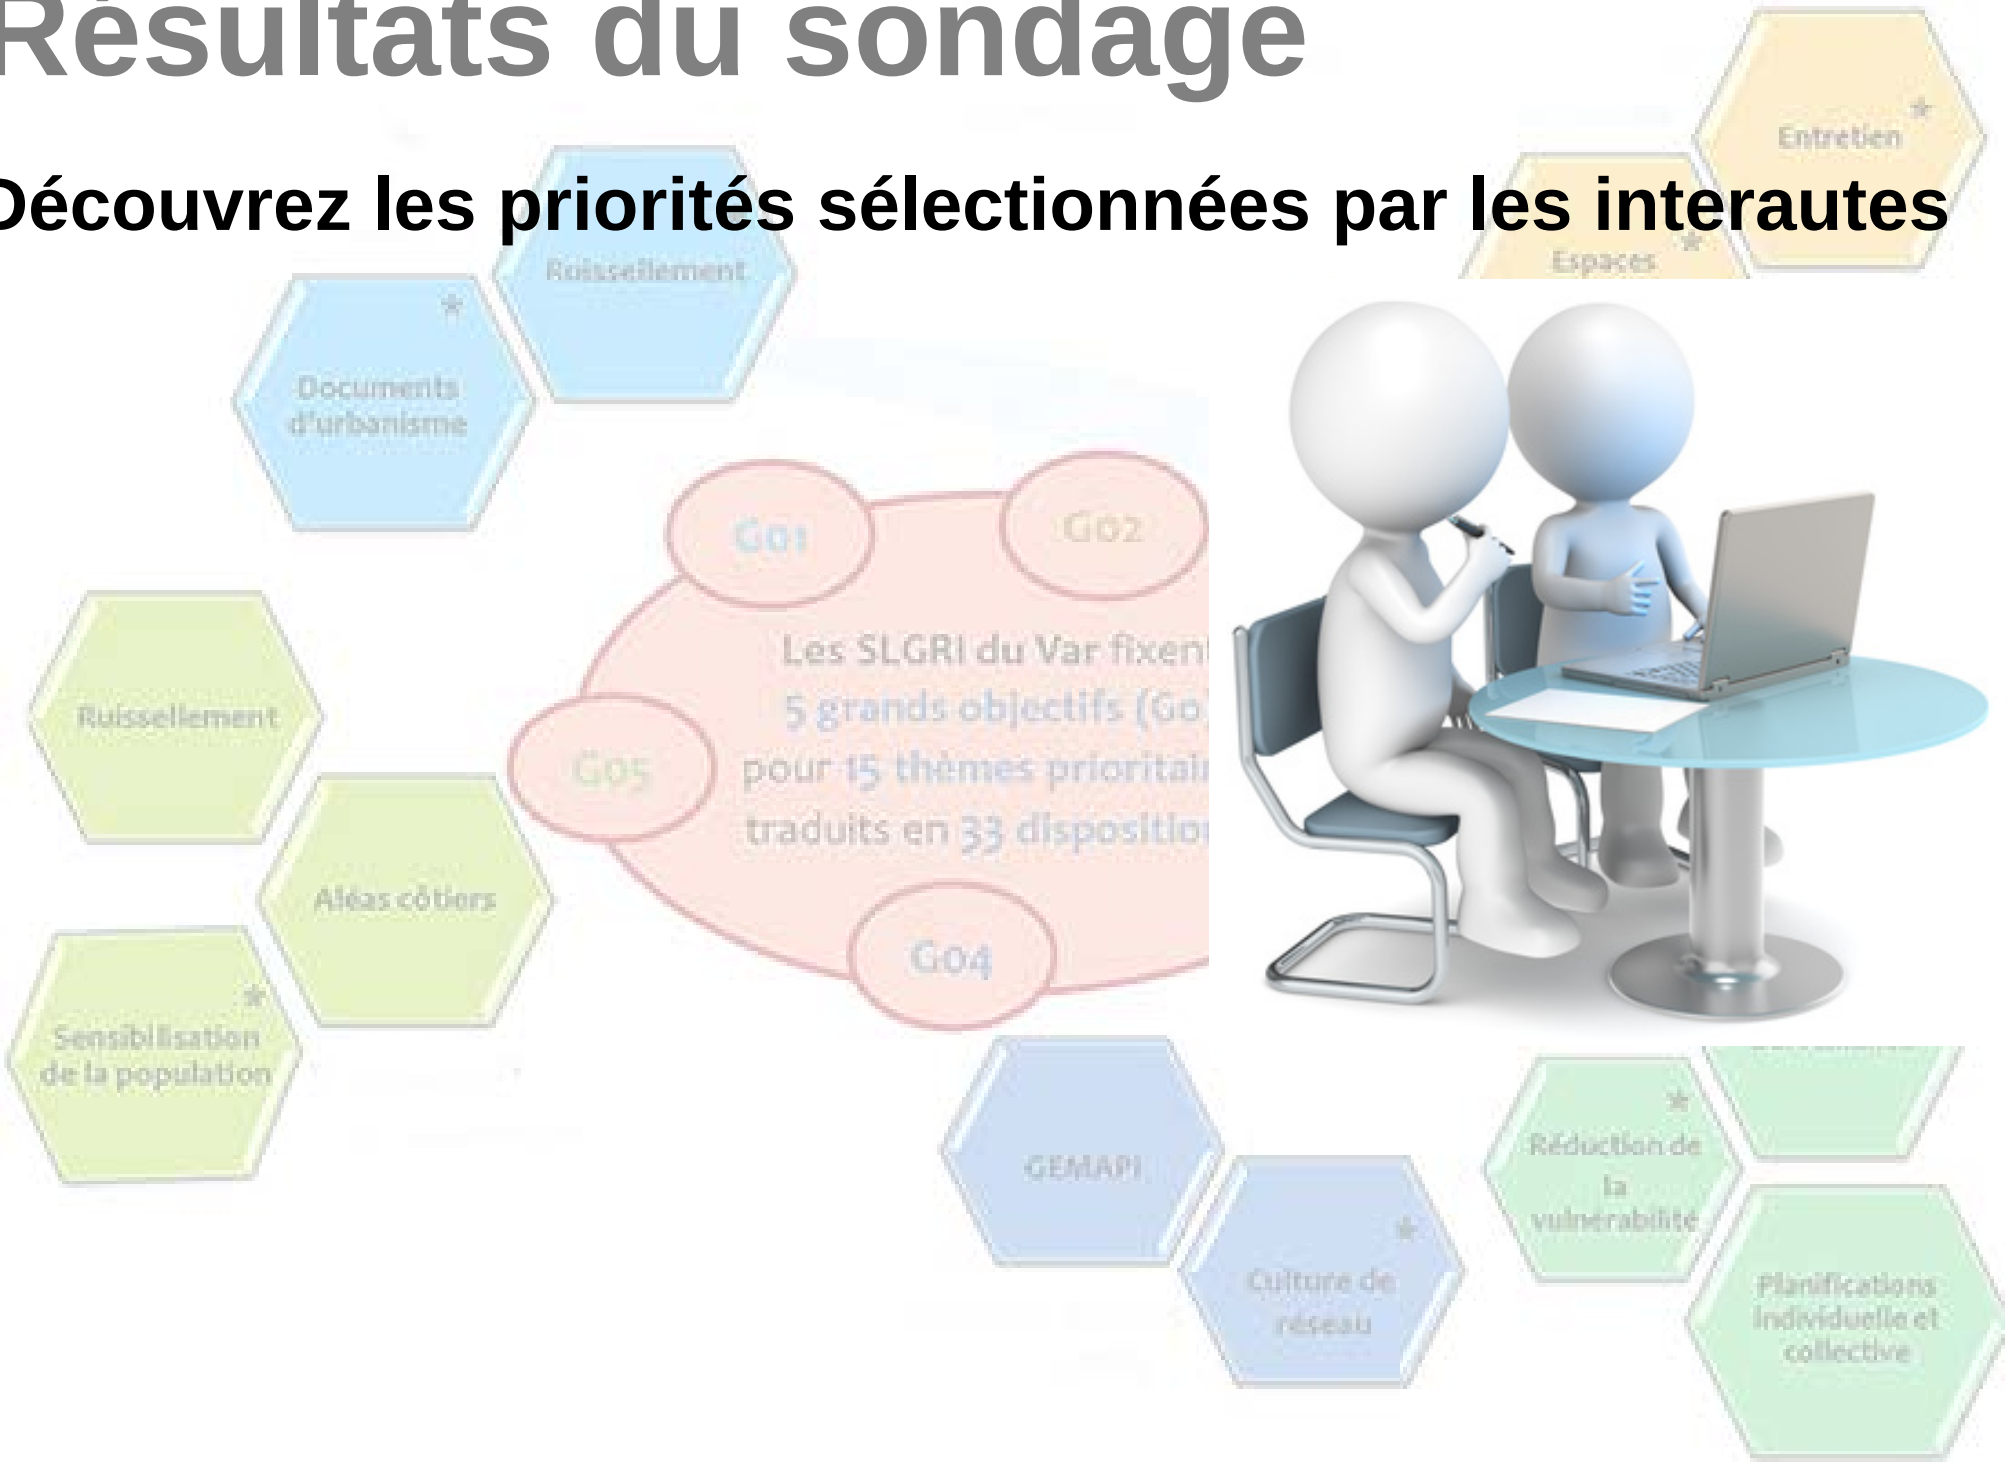 Résultats du sondage
Découvrez les priorités sélectionnées par les interautes
Entretien
*
Espaces
*
Ruissellement
*
Documents
d'urbanisme
Go1
Go2
Les SLGRI du Var fixent
5 grands objectifs (Go
pour 15 thèmes prioritai
traduits en 33 dispositio
Go5
Go4
Ruissellement
Aléas côtiers
*
Sensibilisation
de la population
GEMAPI
*
Culture de
réseau
*
Réduction de
la
vulnérabilité
Planifications
individuelle et
collective